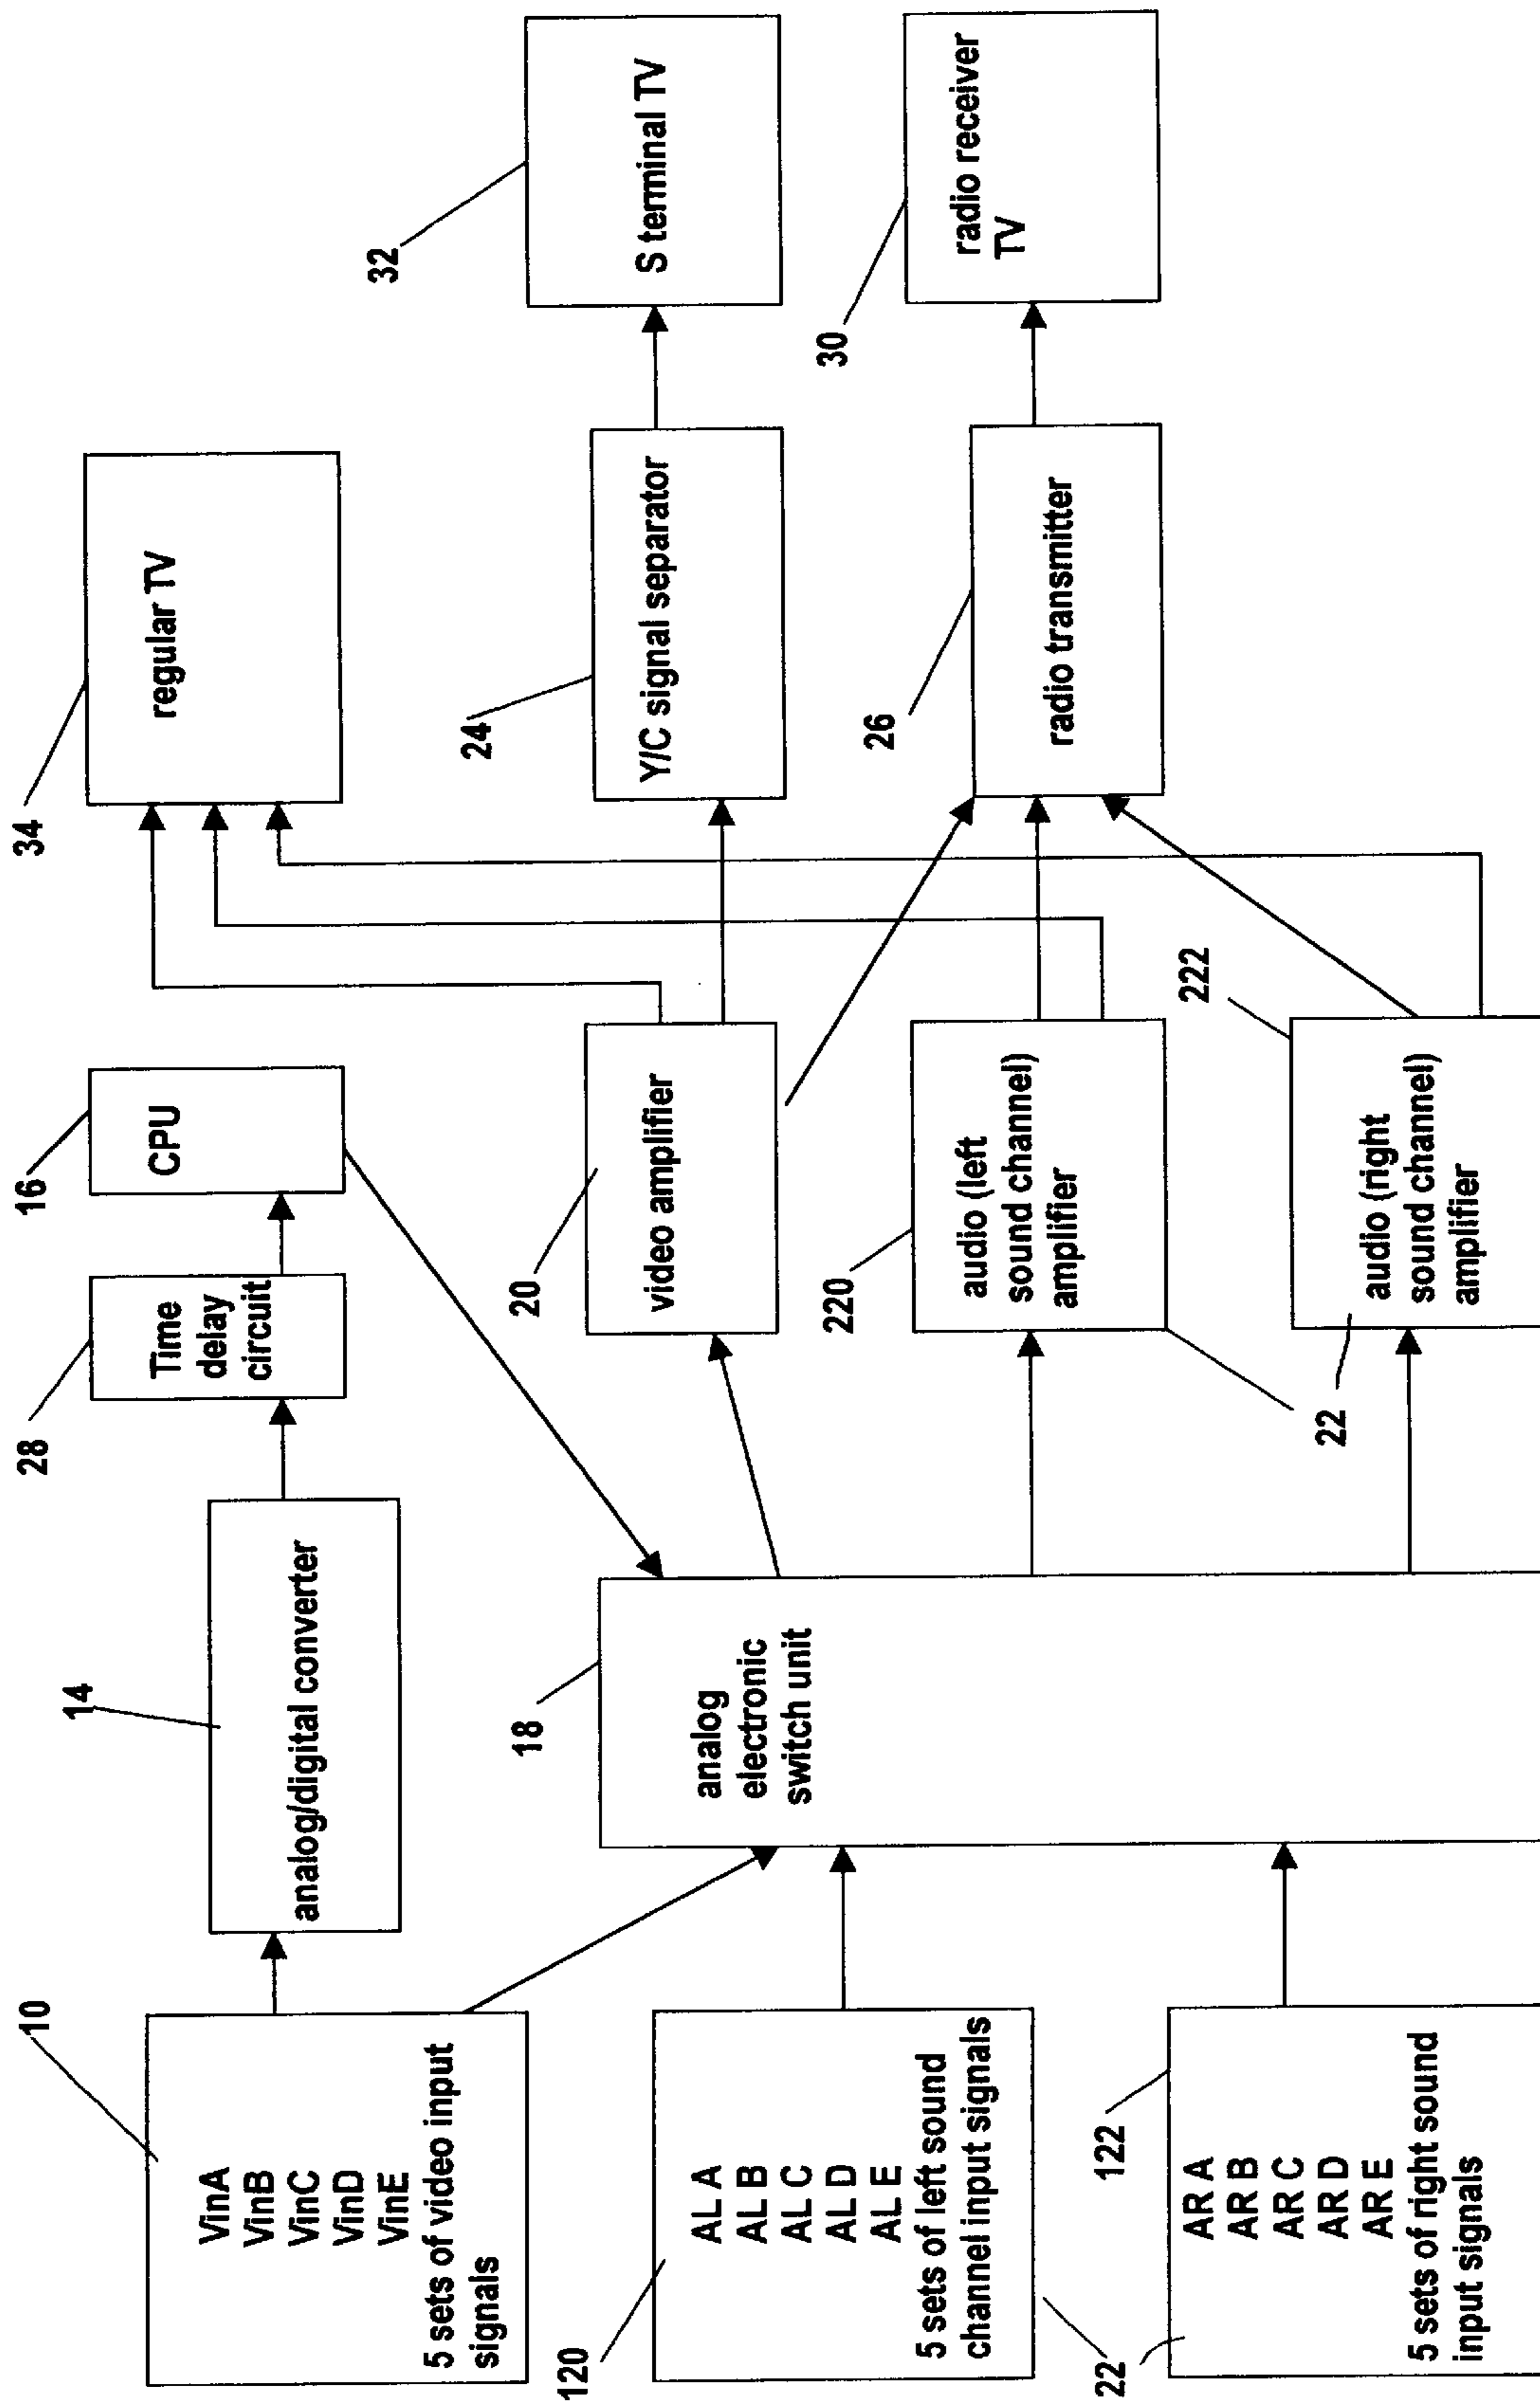 10
VinA
VinB
VinC
VinD
VinE
5 sets of video input
signals
14
analog/digital converter
28
Time
delay
circuit
16
CPU
34
regular TV
120
AL A
AL B
AL C
AL D
AL E
5 sets of left sound
channel input signals
22
122
AR A
AR B
AR C
AR D
AR E
5 sets of right sound
input signals
22
18
analog
electronic
switch unit
20
video amplifier
220
audio (left
sound channel)
amplifier
222
audio (right
sound channel)
amplifier
24
Y/C signal separator
26
radio transmitter
32
S terminal TV
30
radio receiver
TV